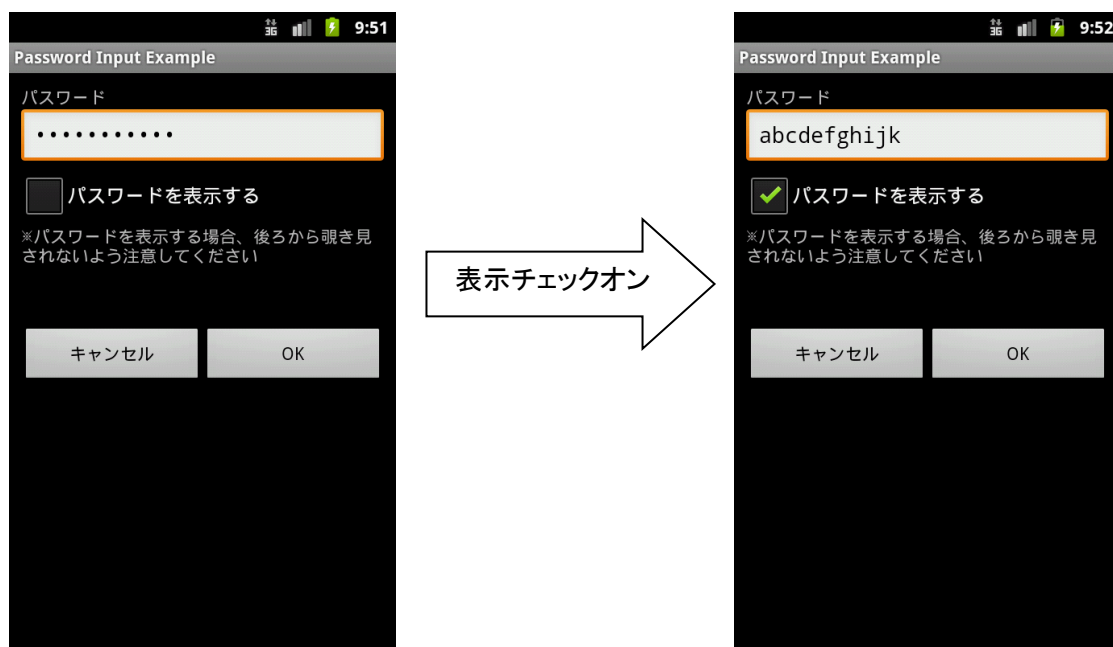 3G 9:51
Password Input Example
パスワード
•••••••••••
パスワードを表示する
※パスワードを表示する場合、後ろから覗き見
されないよう注意してください
キャンセル OK
表示チェックオン
3G 9:52
Password Input Example
パスワード
abcdefghijk
パスワードを表示する
※パスワードを表示する場合、後ろから覗き見
されないよう注意してください
キャンセル OK